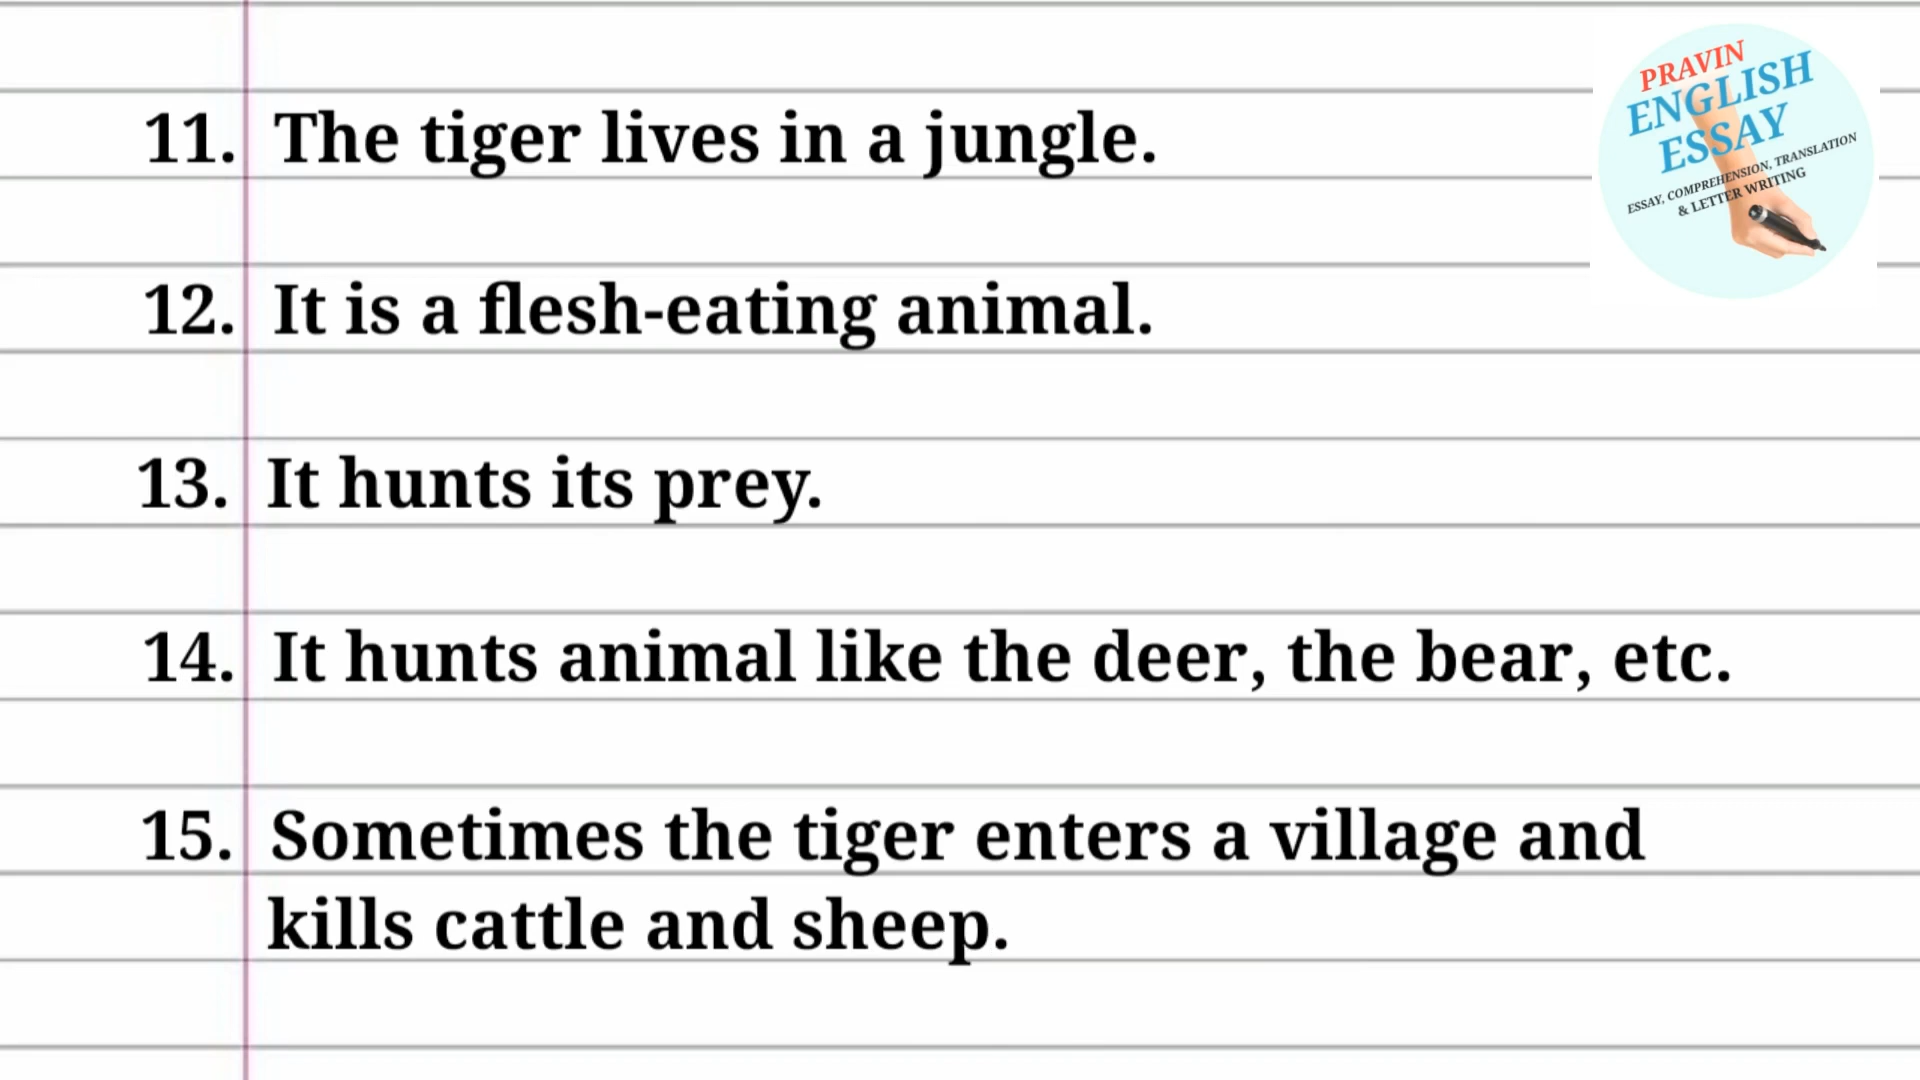 PRAVIN
ENGLISH
ESSAY
ESSAY, COMPREHENSION, TRANSLATION
& LETTER WRITING
11. The tiger lives in a jungle.
12. It is a flesh-eating animal.
13. It hunts its prey.
14. It hunts animal like the deer, the bear, etc.
15. Sometimes the tiger enters a village and
kills cattle and sheep.